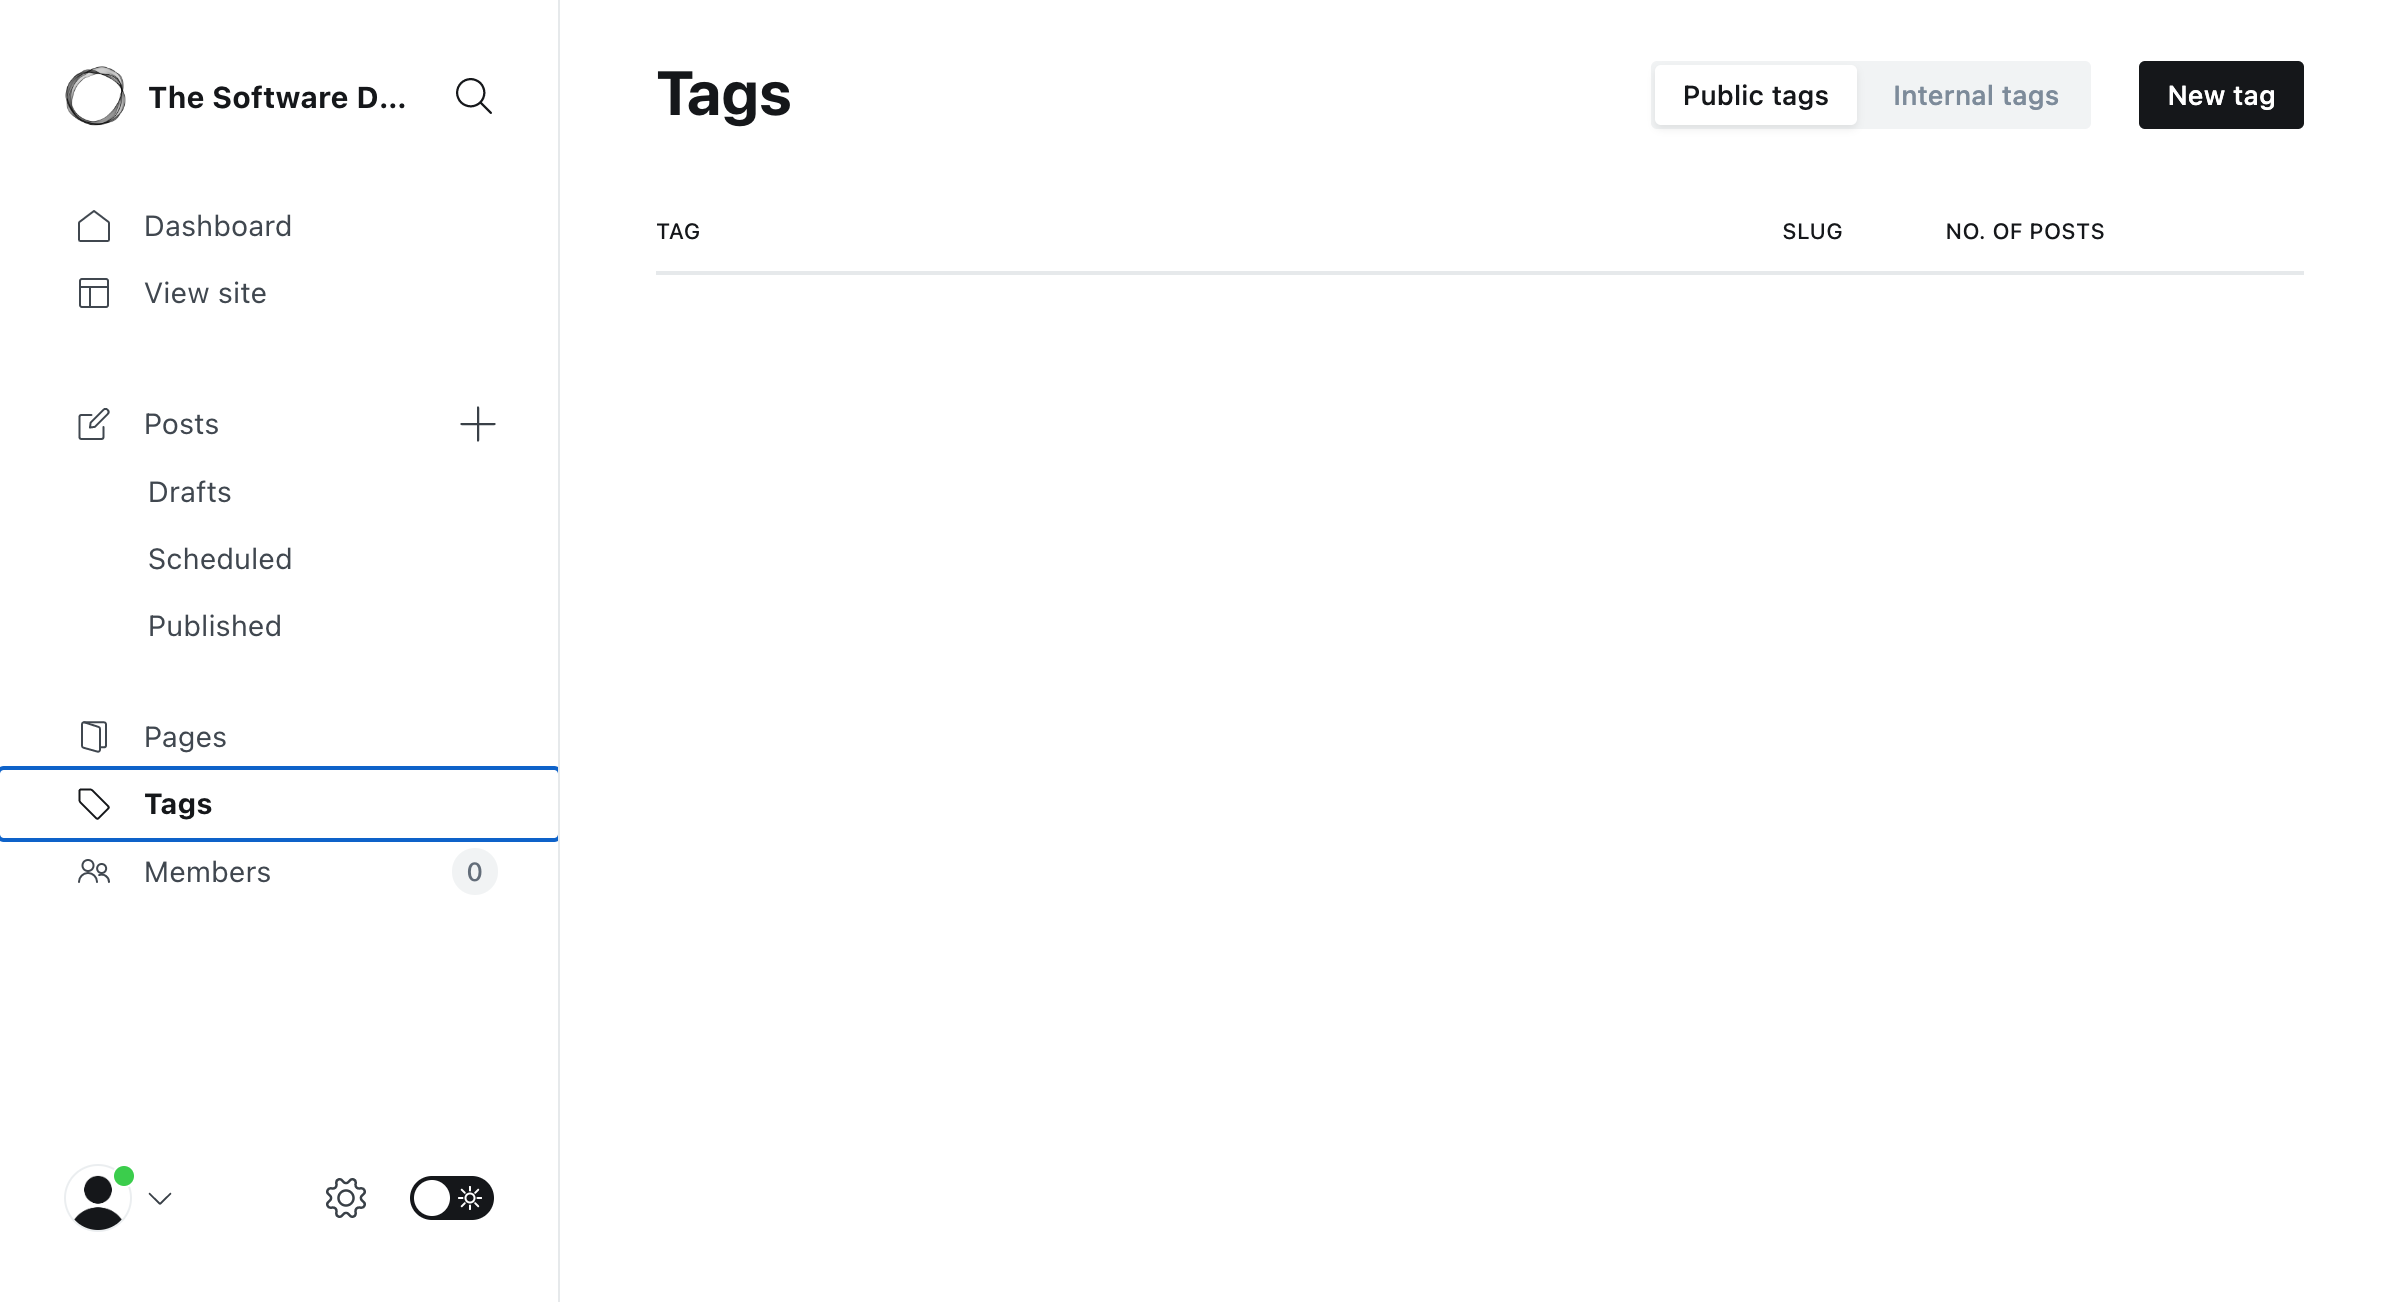 The Software D...
Dashboard
View site
Posts
Drafts
Scheduled
Published
Pages
Tags
Members 0
Tags
Public tags Internal tags New tag
TAG SLUG NO. OF POSTS